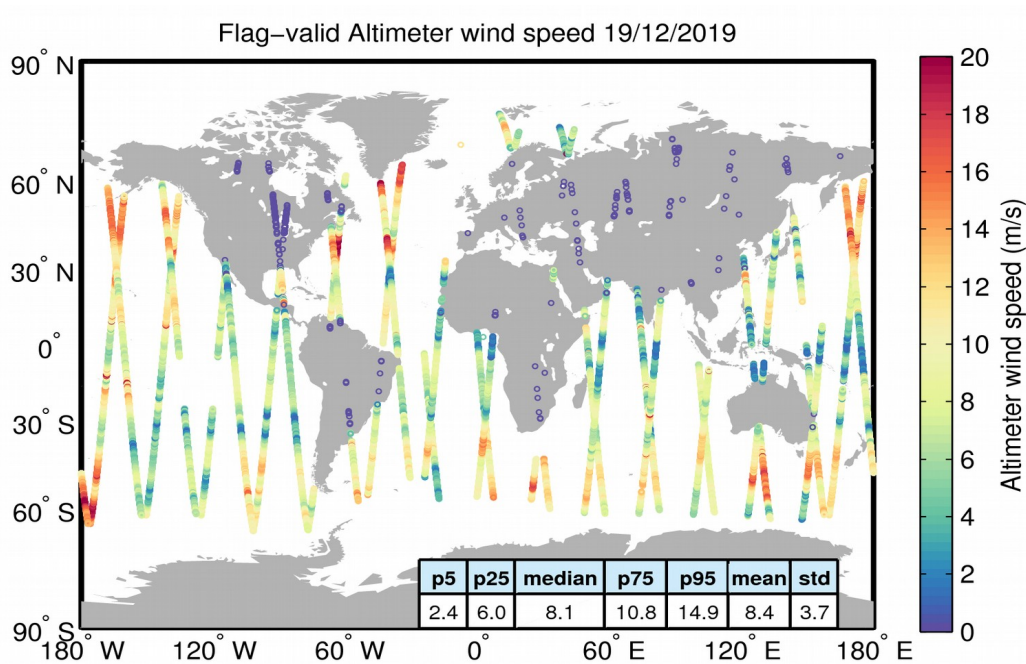 Flag−valid Altimeter wind speed 19/12/2019
90° N
60° N
30° N
0°
30° S
60° S
90° S
180° W
120° W
60° W
0°
60° E
120° E
180° E
p5 p25 median p75 p95 mean std
2.4 6.0 8.1 10.8 14.9 8.4 3.7
20
18
16
14
12
10
8
6
4
2
0
Altimeter wind speed (m/s)